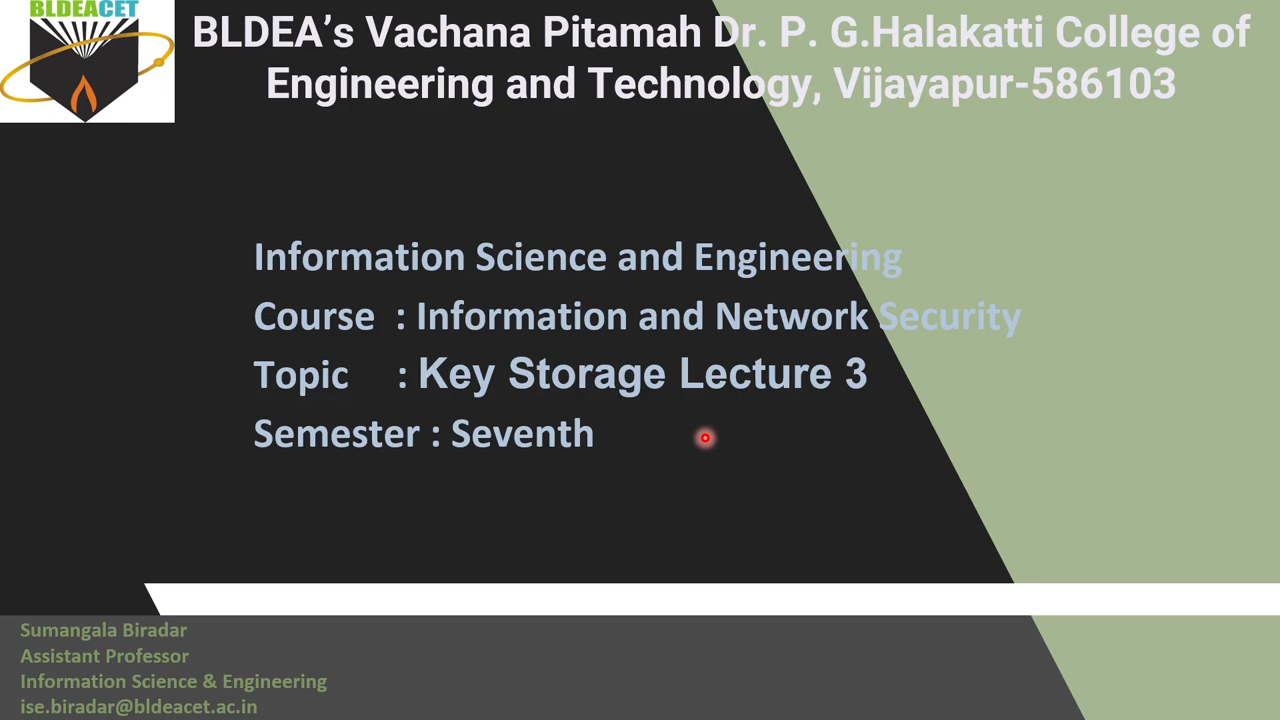 BLDEACET
BLDEA’s Vachana Pitamah Dr. P. G.Halakatti College of
Engineering and Technology, Vijayapur-586103
Information Science and Engineering
Course : Information and Network Security
Topic : Key Storage Lecture 3
Semester : Seventh
Sumangala Biradar
Assistant Professor
Information Science & Engineering
ise.biradar@bldeacet.ac.in